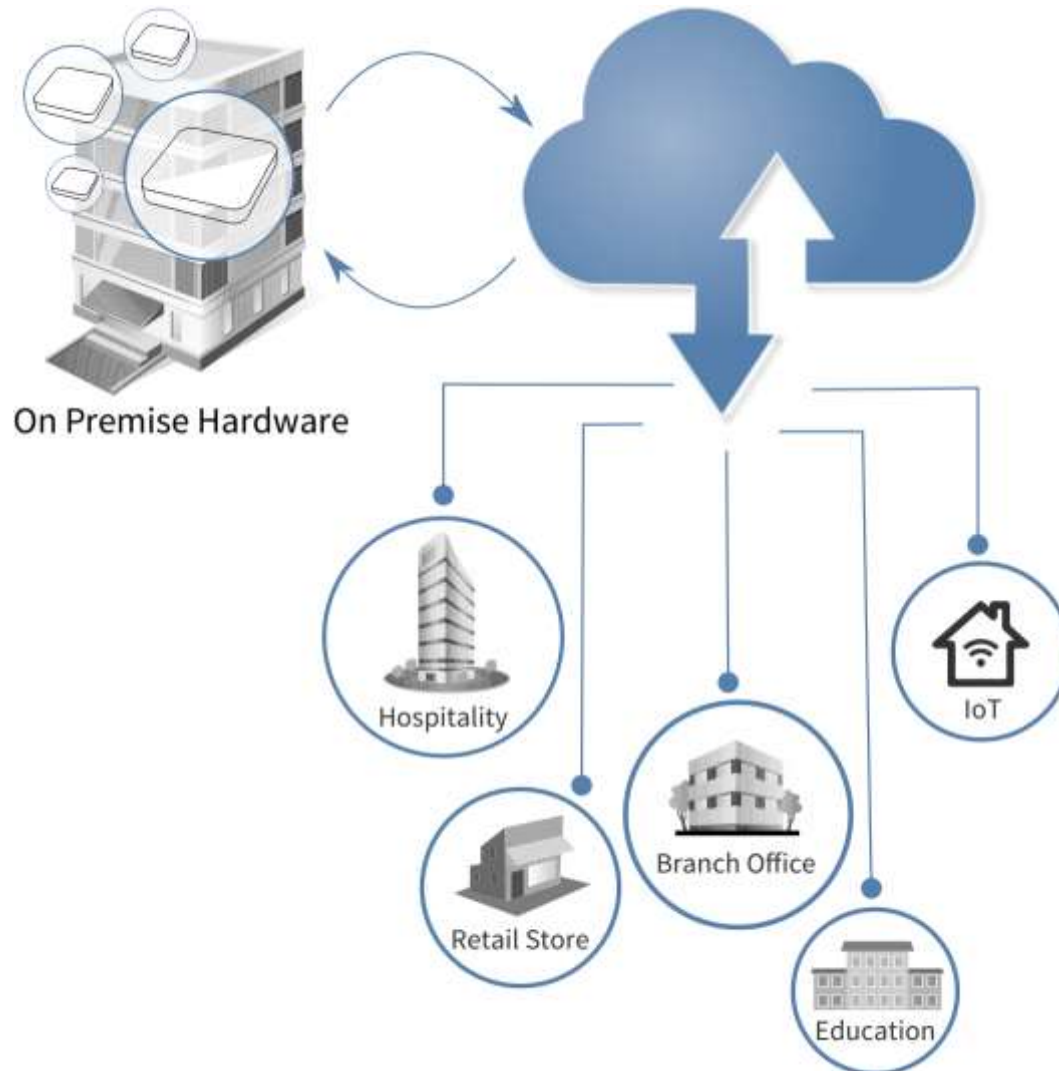 On Premise Hardware
Hospitality
IoT
Branch Office
Retail Store
Education